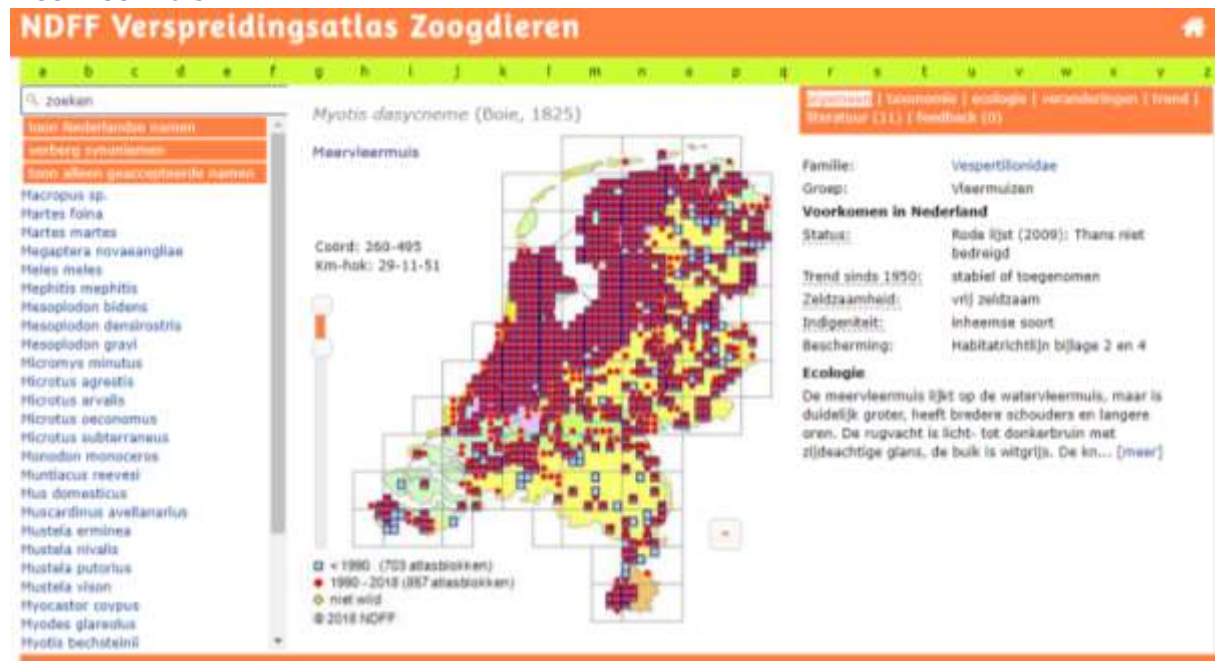 NDFF Verspreidingsatlas Zoogdieren
a b c d e f g h i j k l m n o p q r s t u v w x y z
zoeken
toon Nederlandse namen
verberg synoniemen
toon alleen geaccepteerde namen
Macropus sp.
Martes foina
Martes martes
Megaptera novaeangliae
Meles meles
Mephitis mephitis
Mesoplodon bidens
Mesoplodon densirostris
Mesoplodon grayi
Micromys minutus
Microtus agrestis
Microtus arvalis
Microtus oeconomus
Microtus subterraneus
Monodon monoceros
Muntiacus reevesi
Mus domesticus
Muscardinus avellanarius
Mustela erminea
Mustela nivalis
Mustela putorius
Mustela vison
Myocastor coypus
Myodes glareolus
Myotis bechsteinii
Myotis dasycneme (Boie, 1825)
Meervleermuis
Coörd: 260-495
Km-hok: 29-11-51
< 1990 (703 atlasblokken)
1990 - 2018 (857 atlasblokken)
niet wild
© 2018 NDFF
algemeen | taxonomie | ecologie | veranderingen | trend |
literatuur (11) | feedback (0)
Familie: Vespertilionidae
Groep: Vleermuizen
Voorkomen in Nederland
Status: Rode lijst (2009): Thans niet
bedreigd
Trend sinds 1950: stabiel of toegenomen
Zeldzaamheid: vrij zeldzaam
Indigeniteit: inheemse soort
Bescherming: Habitatrichtlijn bijlage 2 en 4
Ecologie
De meervleermuis lijkt op de watervleermuis, maar is
duidelijk groter, heeft bredere schouders en langere
oren. De rugvacht is licht- tot donkerbruin met
zijdeachtige glans, de buik is witgrijs. De kn... [meer]